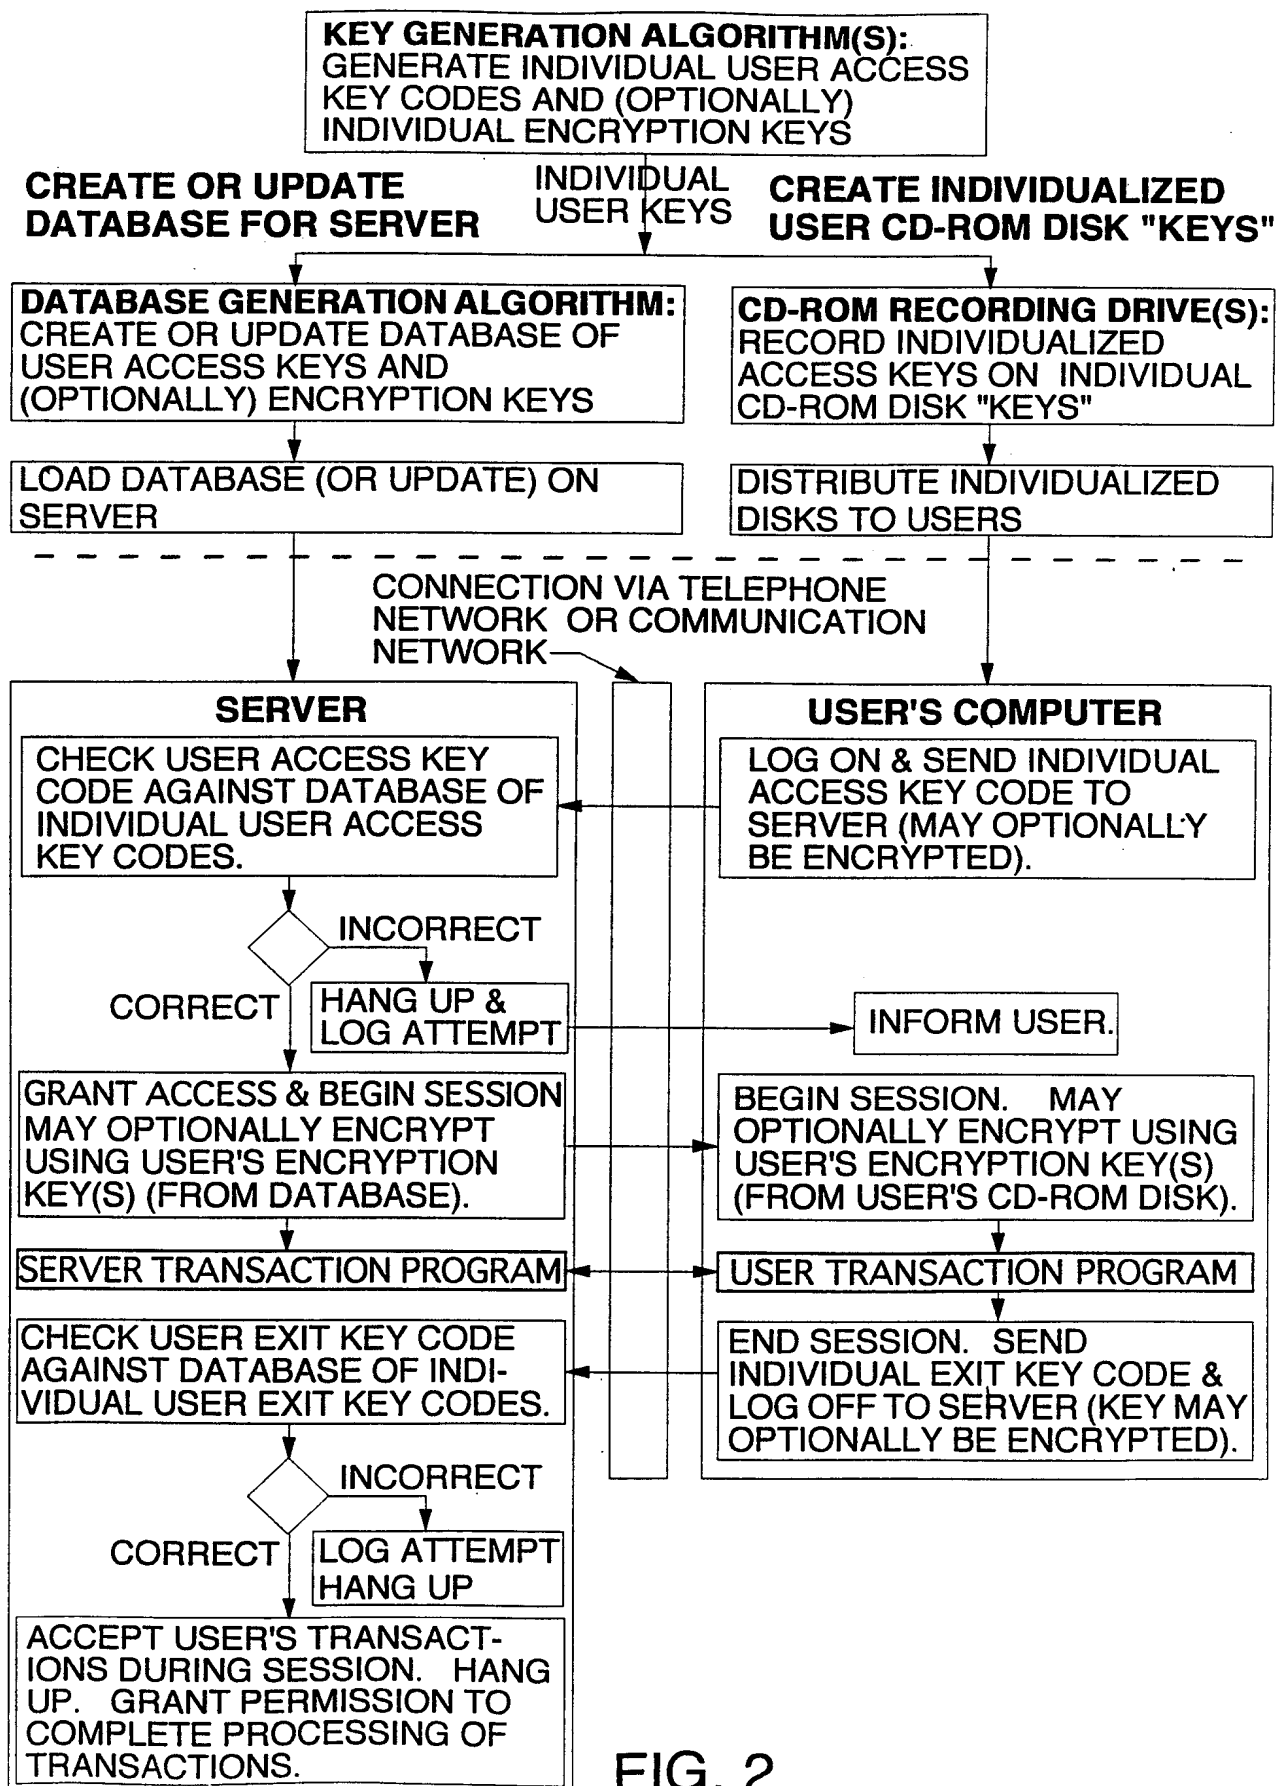 KEY GENERATION ALGORITHM(S):
GENERATE INDIVIDUAL USER ACCESS
KEY CODES AND (OPTIONALLY)
INDIVIDUAL ENCRYPTION KEYS
CREATE OR UPDATE
DATABASE FOR SERVER
INDIVIDUAL
USER KEYS
CREATE INDIVIDUALIZED
USER CD-ROM DISK "KEYS"
DATABASE GENERATION ALGORITHM:
CREATE OR UPDATE DATABASE OF
USER ACCESS KEYS AND
(OPTIONALLY) ENCRYPTION KEYS
CD-ROM RECORDING DRIVE(S):
RECORD INDIVIDUALIZED
ACCESS KEYS ON INDIVIDUAL
CD-ROM DISK "KEYS"
LOAD DATABASE (OR UPDATE) ON
SERVER
DISTRIBUTE INDIVIDUALIZED
DISKS TO USERS
CONNECTION VIA TELEPHONE
NETWORK OR COMMUNICATION
NETWORK
SERVER
CHECK USER ACCESS KEY
CODE AGAINST DATABASE OF
INDIVIDUAL USER ACCESS
KEY CODES.
USER'S COMPUTER
LOG ON & SEND INDIVIDUAL
ACCESS KEY CODE TO
SERVER (MAY OPTIONALLY
BE ENCRYPTED).
INCORRECT
CORRECT
HANG UP &
LOG ATTEMPT
INFORM USER.
GRANT ACCESS & BEGIN SESSION
MAY OPTIONALLY ENCRYPT
USING USER'S ENCRYPTION
KEY(S) (FROM DATABASE).
BEGIN SESSION. MAY
OPTIONALLY ENCRYPT USING
USER'S ENCRYPTION KEY(S)
(FROM USER'S CD-ROM DISK).
SERVER TRANSACTION PROGRAM
USER TRANSACTION PROGRAM
CHECK USER EXIT KEY CODE
AGAINST DATABASE OF INDI-
VIDUAL USER EXIT KEY CODES.
END SESSION. SEND
INDIVIDUAL EXIT KEY CODE &
LOG OFF TO SERVER (KEY MAY
OPTIONALLY BE ENCRYPTED).
INCORRECT
CORRECT
LOG ATTEMPT
HANG UP
ACCEPT USER'S TRANSACT-
IONS DURING SESSION. HANG
UP. GRANT PERMISSION TO
COMPLETE PROCESSING OF
TRANSACTIONS.
FIG. 2